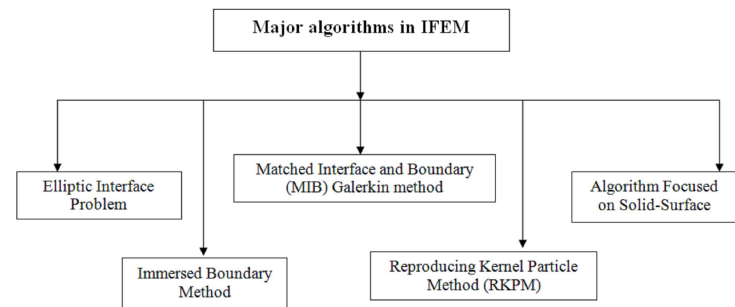 Major algorithms in IFEM
Elliptic Interface
Problem
Immersed Boundary
Method
Matched Interface and Boundary
(MIB) Galerkin method
Reproducing Kernel Particle
Method (RKPM)
Algorithm Focused
on Solid-Surface